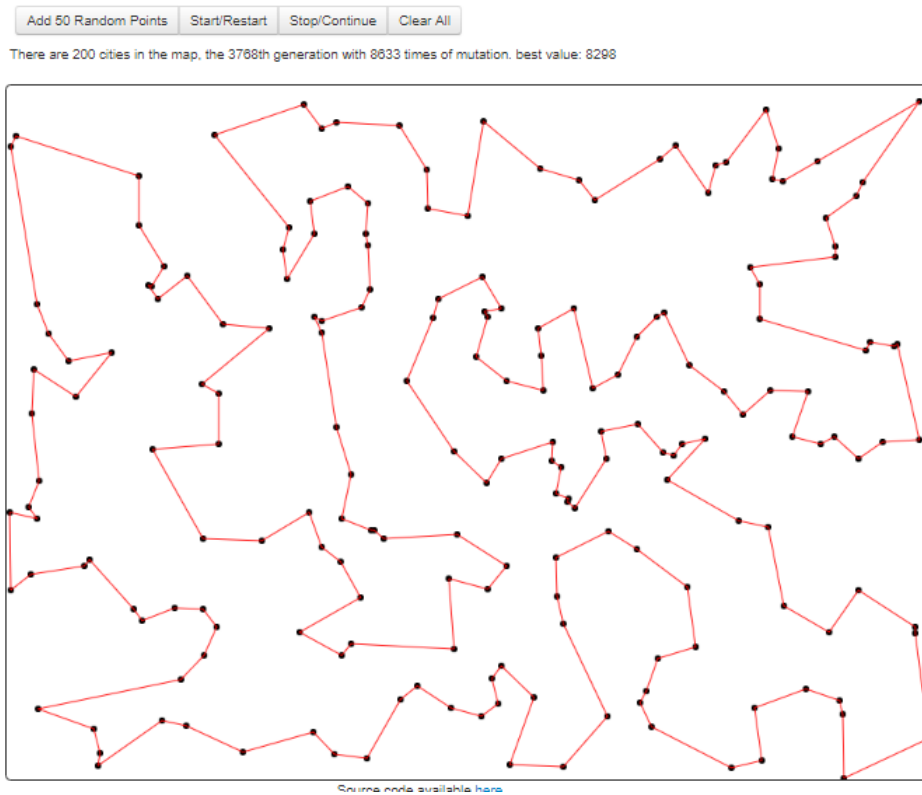 Add 50 Random Points Start/Restart Stop/Continue Clear All
There are 200 cities in the map, the 3768th generation with 8633 times of mutation. best value: 8298
Source code available here